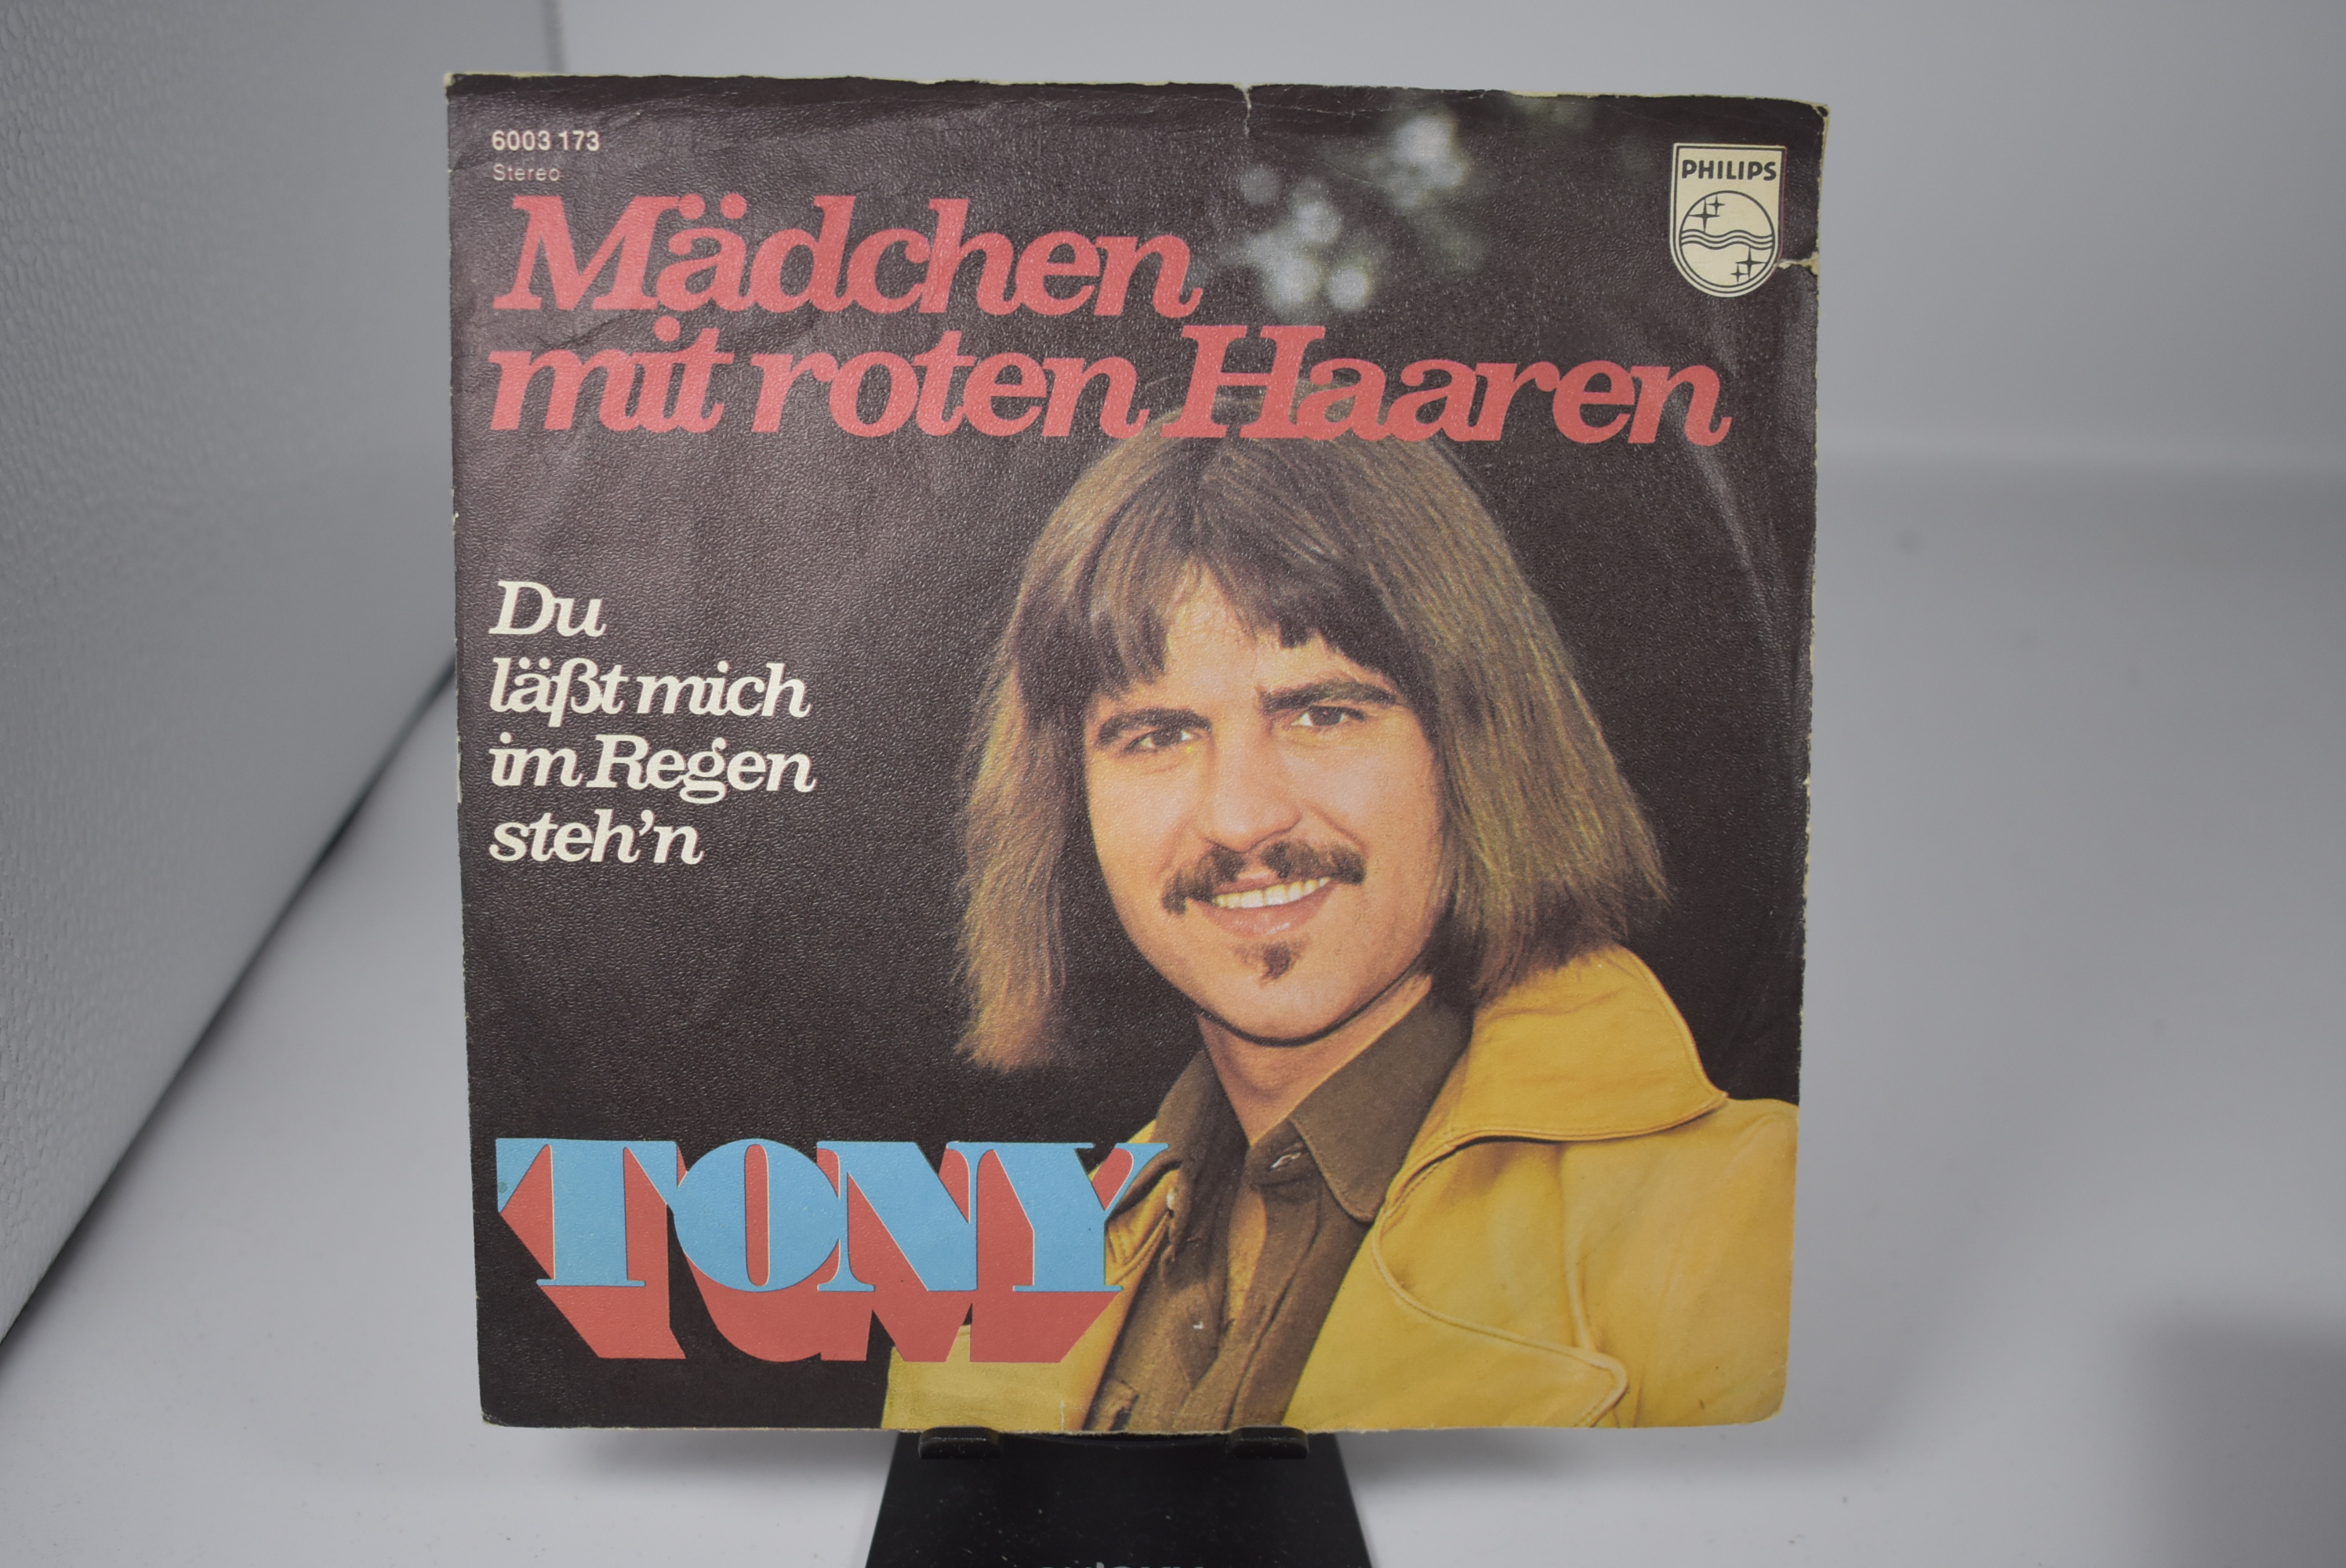 6003 173
Stereo
PHILIPS
Mädchen
mit roten Haaren
Du
läßt mich
im Regen
steh'n
TONY